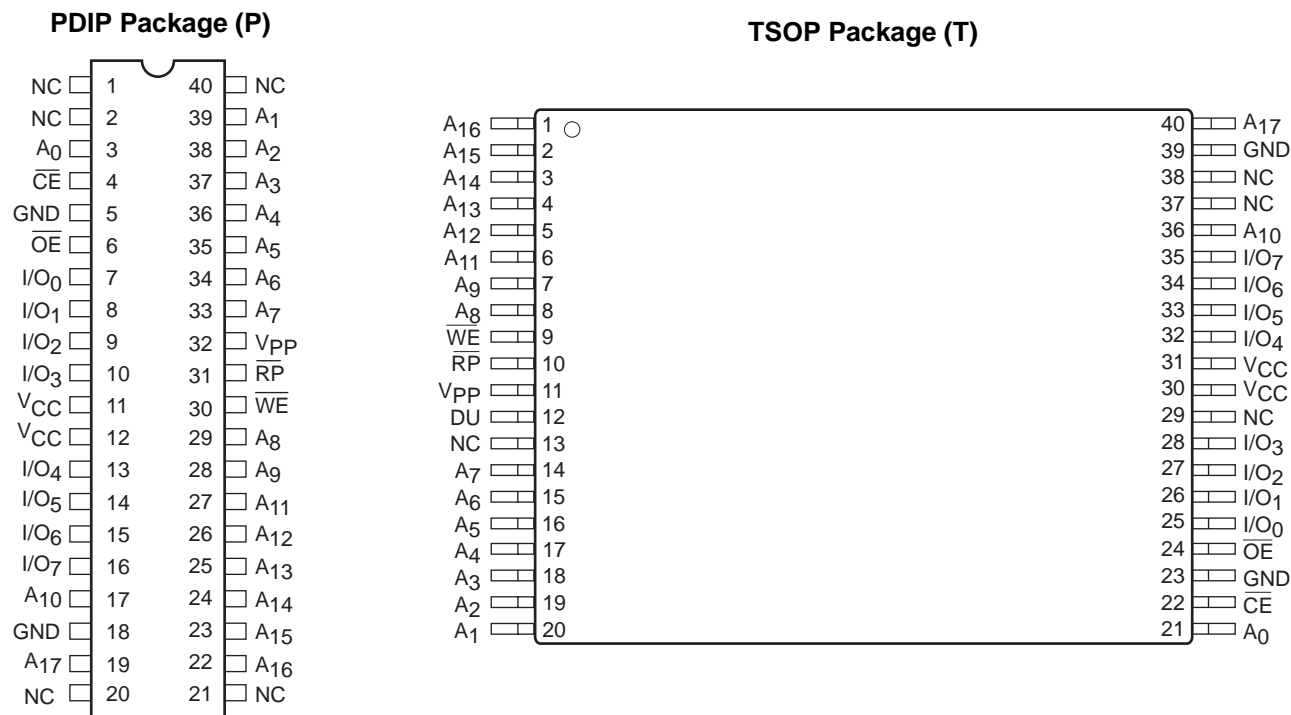 PDIP Package (P)
NC 1 40 NC
NC 2 39 A1
A0 3 38 A2
C̅E̅ 4 37 A3
GND 5 36 A4
O̅E̅ 6 35 A5
I/O0 7 34 A6
I/O1 8 33 A7
I/O2 9 32 VPP
I/O3 10 31 R̅P̅
VCC 11 30 W̅E̅
VCC 12 29 A8
I/O4 13 28 A9
I/O5 14 27 A11
I/O6 15 26 A12
I/O7 16 25 A13
A10 17 24 A14
GND 18 23 A15
A17 19 22 A16
NC 20 21 NC
TSOP Package (T)
A16 1 40 A17
A15 2 39 GND
A14 3 38 NC
A13 4 37 NC
A12 5 36 A10
A11 6 35 I/O7
A9 7 34 I/O6
A8 8 33 I/O5
W̅E̅ 9 32 I/O4
R̅P̅ 10 31 VCC
VPP 11 30 VCC
DU 12 29 NC
NC 13 28 I/O3
A7 14 27 I/O2
A6 15 26 I/O1
A5 16 25 I/O0
A4 17 24 O̅E̅
A3 18 23 GND
A2 19 22 C̅E̅
A1 20 21 A0